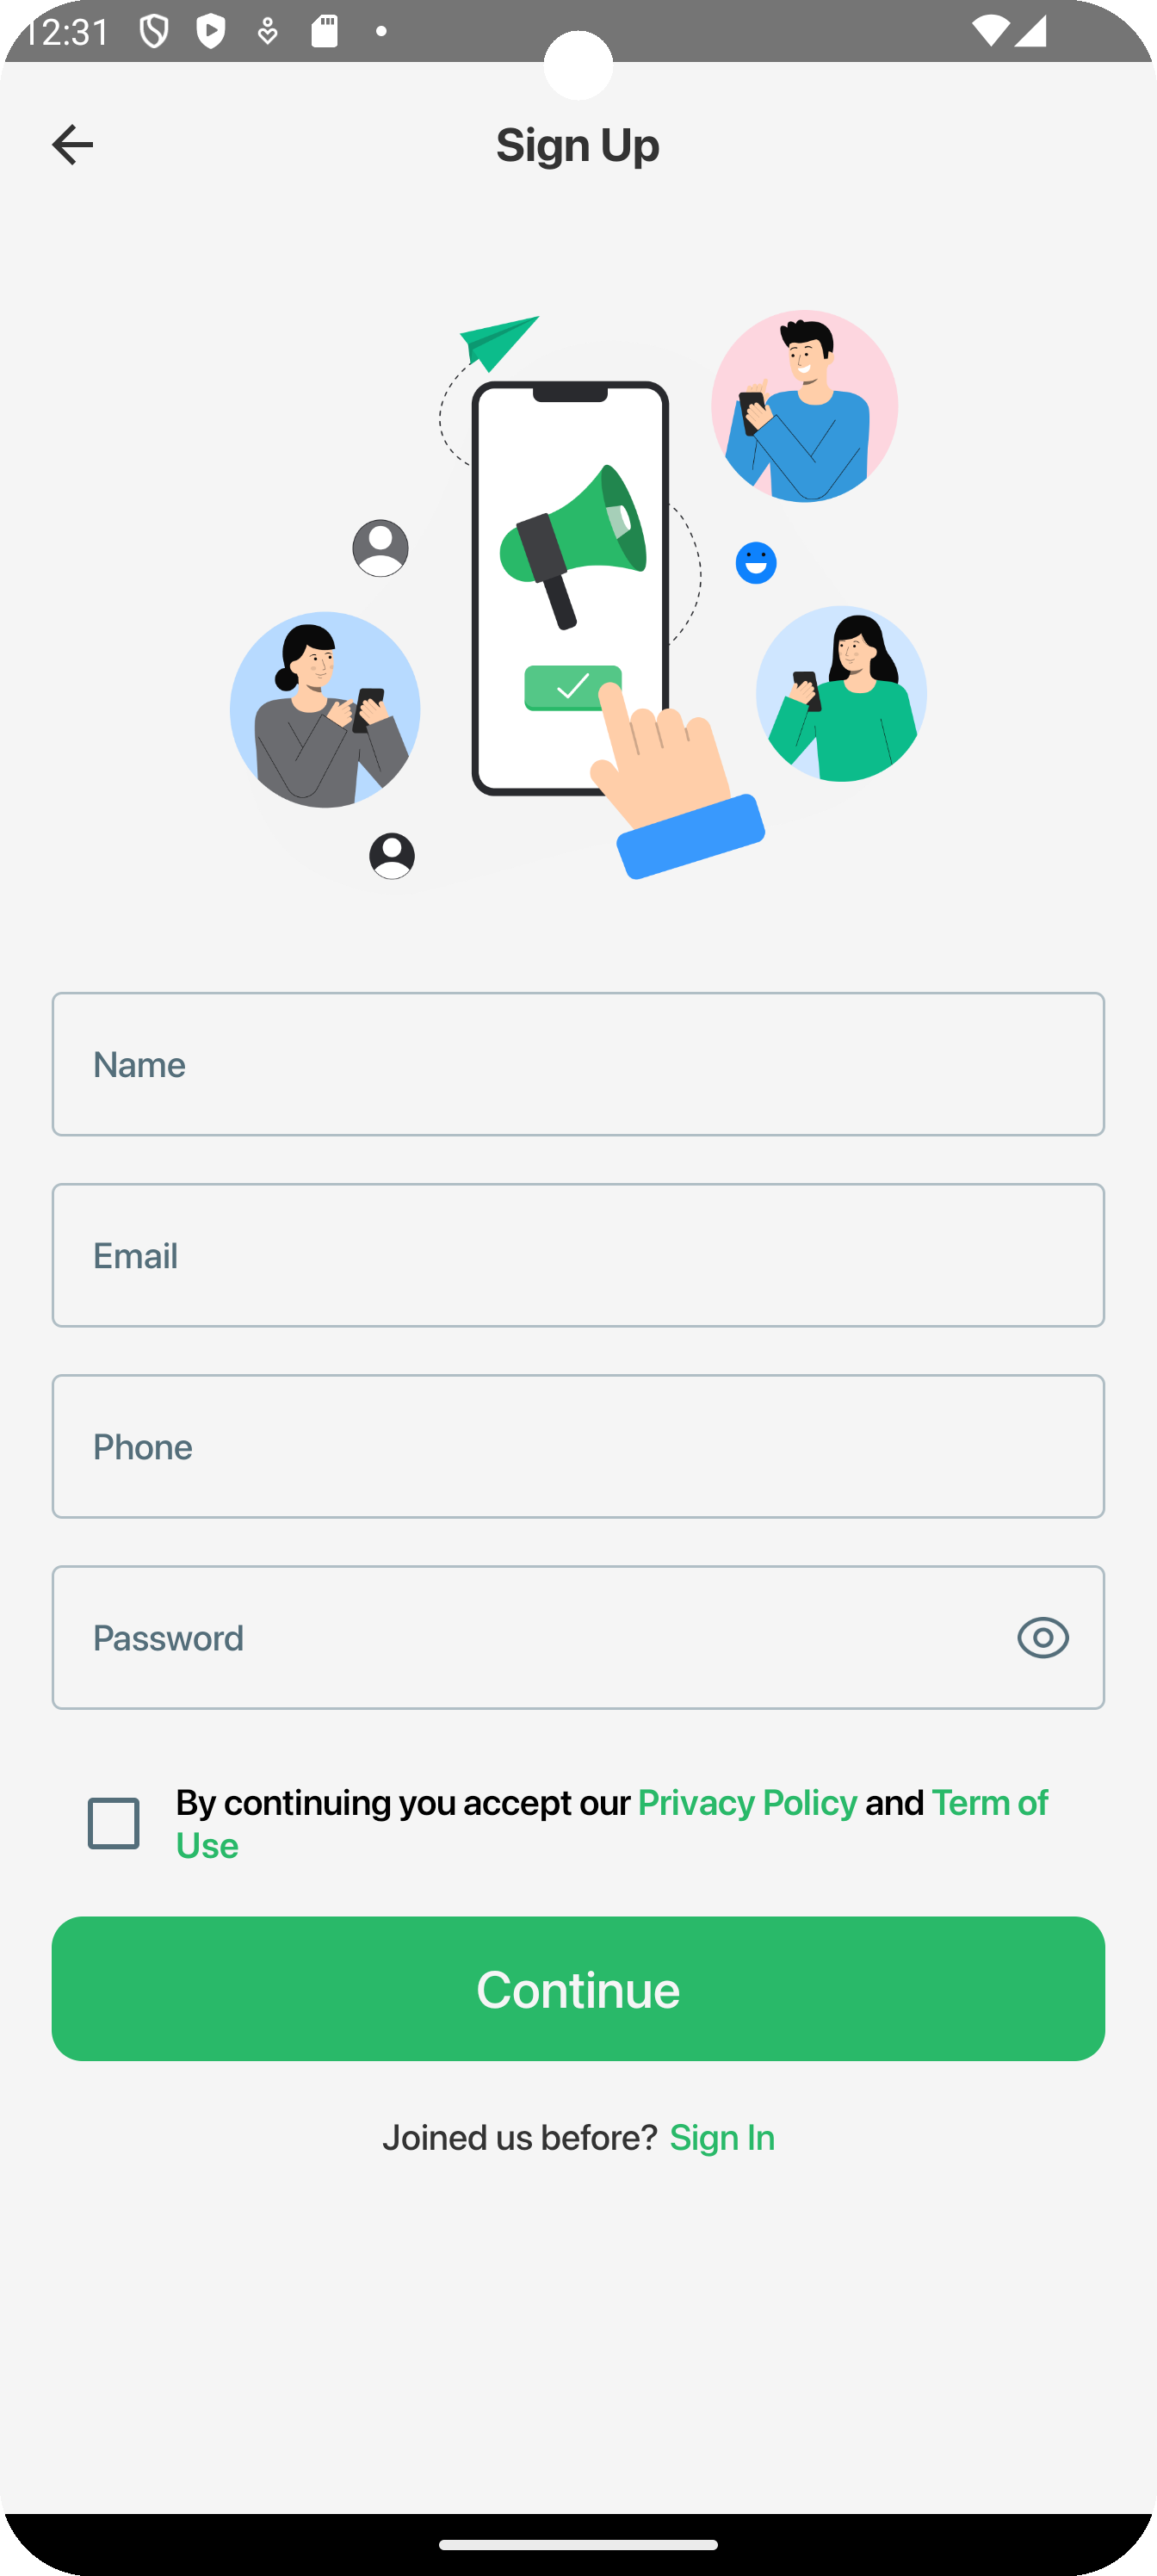 12:31
Sign Up
Name
Email
Phone
Password
By continuing you accept our Privacy Policy and Term of
Use
Continue
Joined us before? Sign In